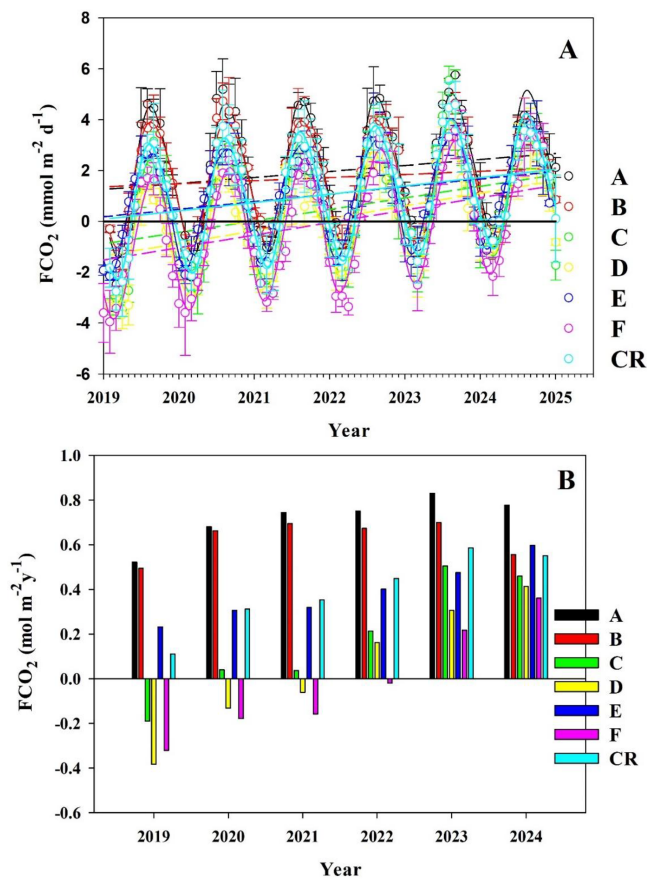 8
6
4
2
0
-2
-4
-6
FCO₂ (mmol m⁻² d⁻¹)
A
2019 2020 2021 2022 2023 2024 2025
Year
A
B
C
D
E
F
CR
1.0
0.8
0.6
0.4
0.2
0.0
-0.2
-0.4
-0.6
FCO₂ (mol m⁻²y⁻¹)
B
2019 2020 2021 2022 2023 2024
Year
A
B
C
D
E
F
CR